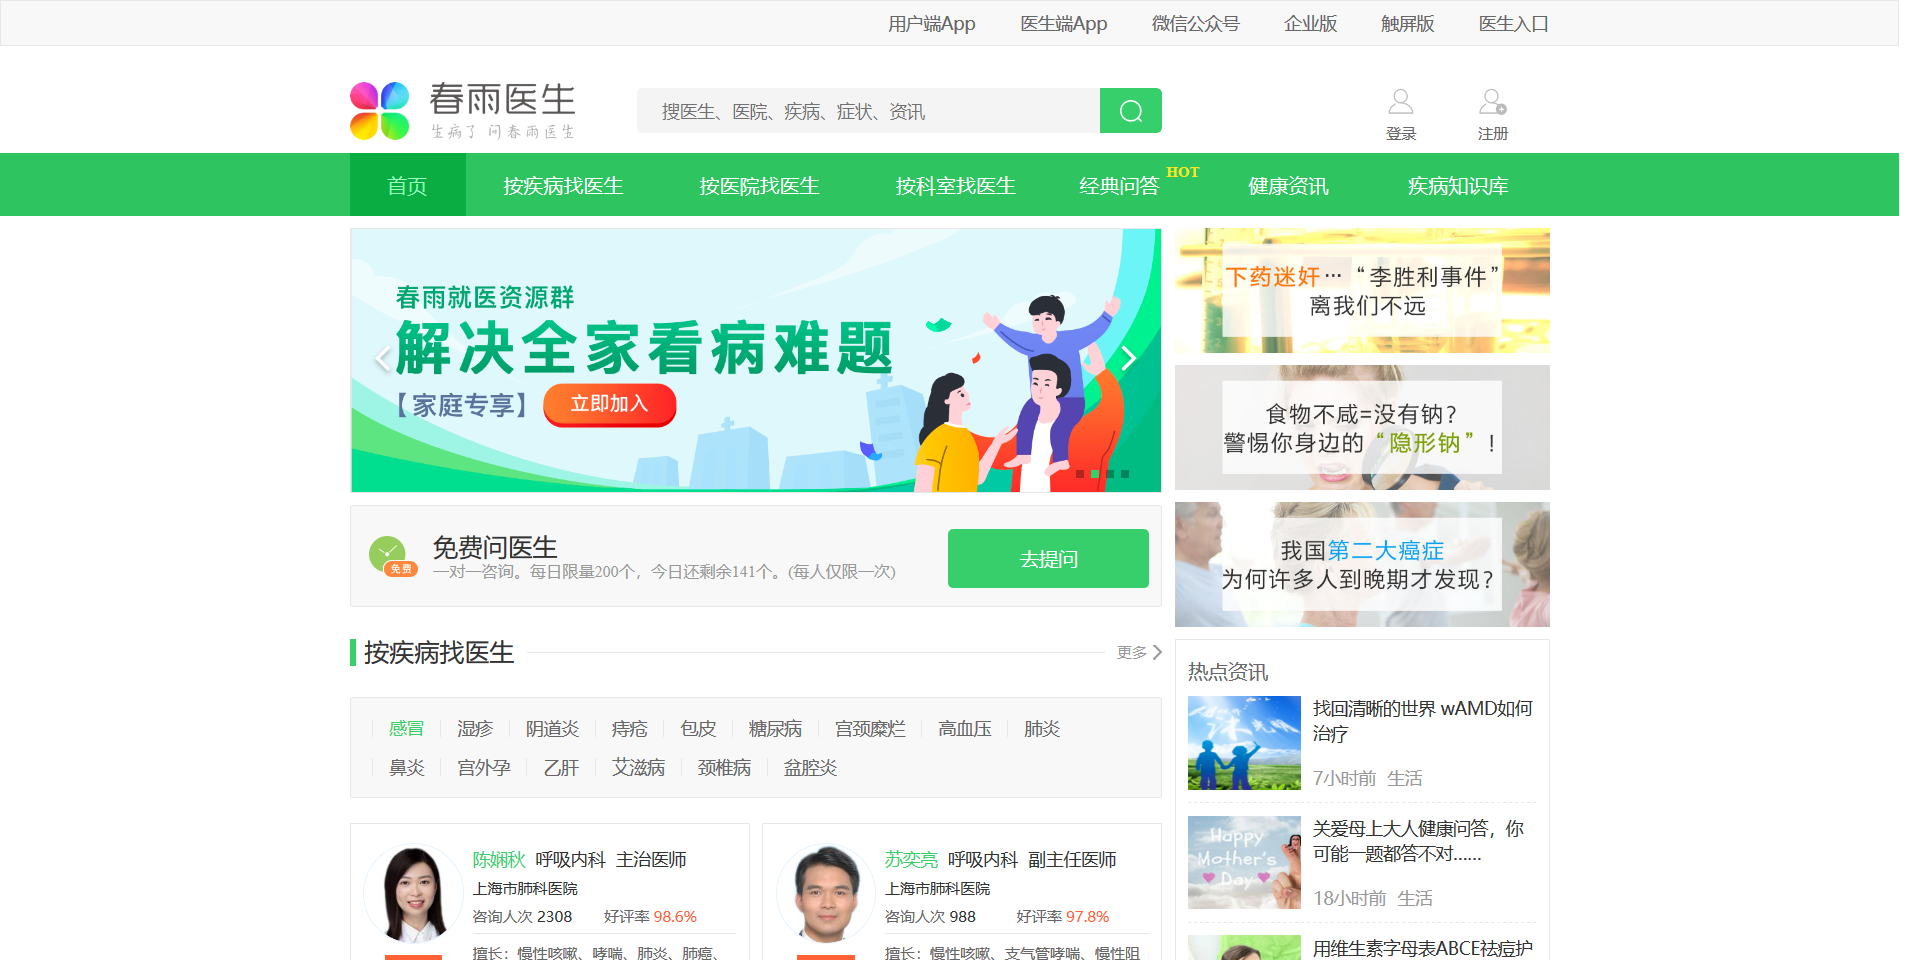 用户端App 医生端App 微信公众号 企业版 触屏版 医生入口
春雨医生
生病了 问春雨医生
搜医生、医院、疾病、症状、资讯
登录 注册
首页 按疾病找医生 按医院找医生 按科室找医生 经典问答 HOT 健康资讯 疾病知识库
春雨就医资源群
解决全家看病难题
【家庭专享】 立即加入
下药迷奸…“李胜利事件”
离我们不远
食物不咸=没有钠？
警惕你身边的“隐形钠”！
我国第二大癌症
为何许多人到晚期才发现？
免费
免费问医生
一对一咨询。每日限量200个，今日还剩余141个。(每人仅限一次)
去提问
按疾病找医生
更多
感冒 湿疹 阴道炎 痔疮 包皮 糖尿病 宫颈糜烂 高血压 肺炎
鼻炎 宫外孕 乙肝 艾滋病 颈椎病 盆腔炎
陈娴秋 呼吸内科 主治医师
上海市肺科医院
咨询人次 2308 好评率 98.6%
擅长：慢性咳嗽、哮喘、肺炎、肺癌、
苏奕亮 呼吸内科 副主任医师
上海市肺科医院
咨询人次 988 好评率 97.8%
擅长：慢性咳嗽、支气管哮喘、慢性阻
热点资讯
找回清晰的世界 wAMD如何
治疗
7小时前 生活
Happy
Mother's
Day
关爱母上大人健康问答，你
可能一题都答不对……
18小时前 生活
用维生素字母表ABCE祛痘护